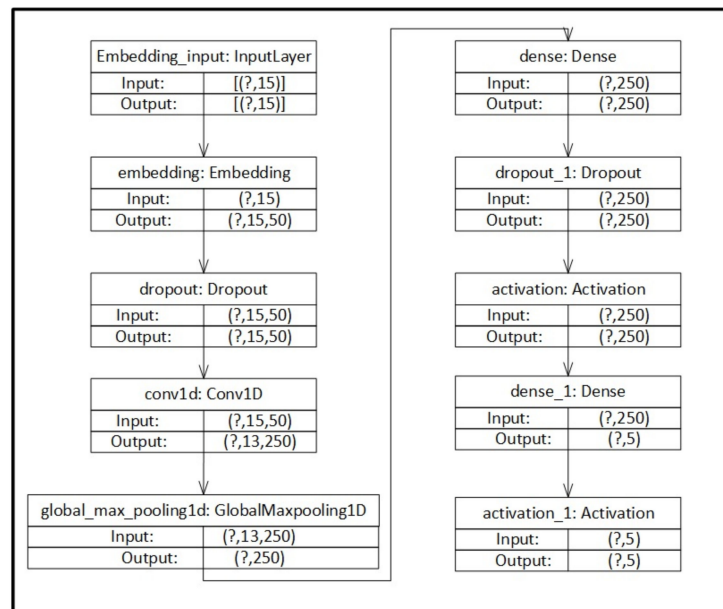 Embedding_input: InputLayer
Input: [(?,15)]
Output: [(?,15)]
embedding: Embedding
Input: (?,15)
Output: (?,15,50)
dropout: Dropout
Input: (?,15,50)
Output: (?,15,50)
conv1d: Conv1D
Input: (?,15,50)
Output: (?,13,250)
global_max_pooling1d: GlobalMaxpooling1D
Input: (?,13,250)
Output: (?,250)
dense: Dense
Input: (?,250)
Output: (?,250)
dropout_1: Dropout
Input: (?,250)
Output: (?,250)
activation: Activation
Input: (?,250)
Output: (?,250)
dense_1: Dense
Input: (?,250)
Output: (?,5)
activation_1: Activation
Input: (?,5)
Output: (?,5)